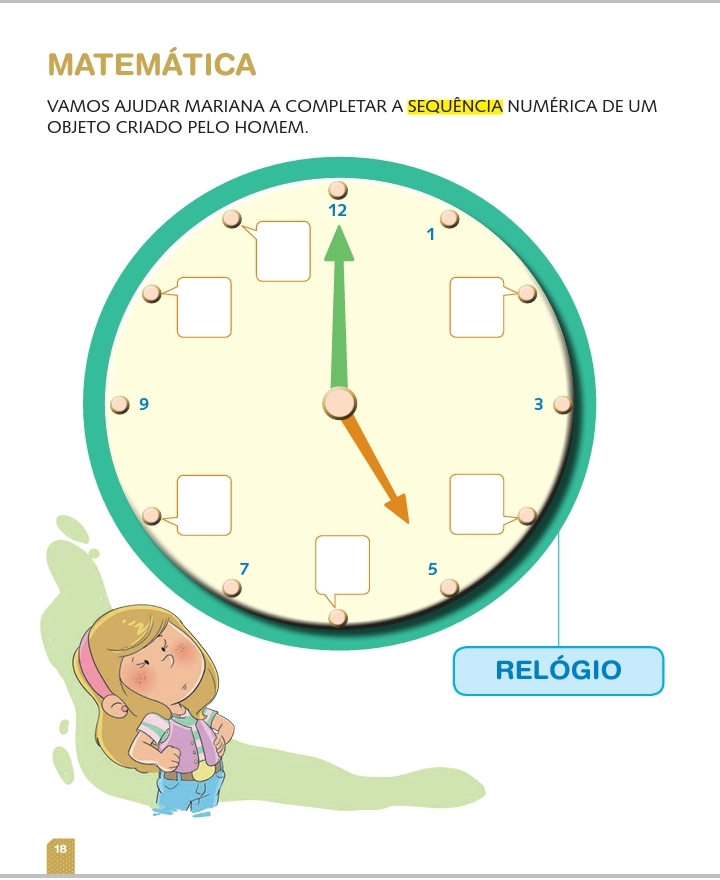 MATEMÁTICA
VAMOS AJUDAR MARIANA A COMPLETAR A SEQUÊNCIA NUMÉRICA DE UM
OBJETO CRIADO PELO HOMEM.
12
1
9
3
7
5
RELÓGIO
18